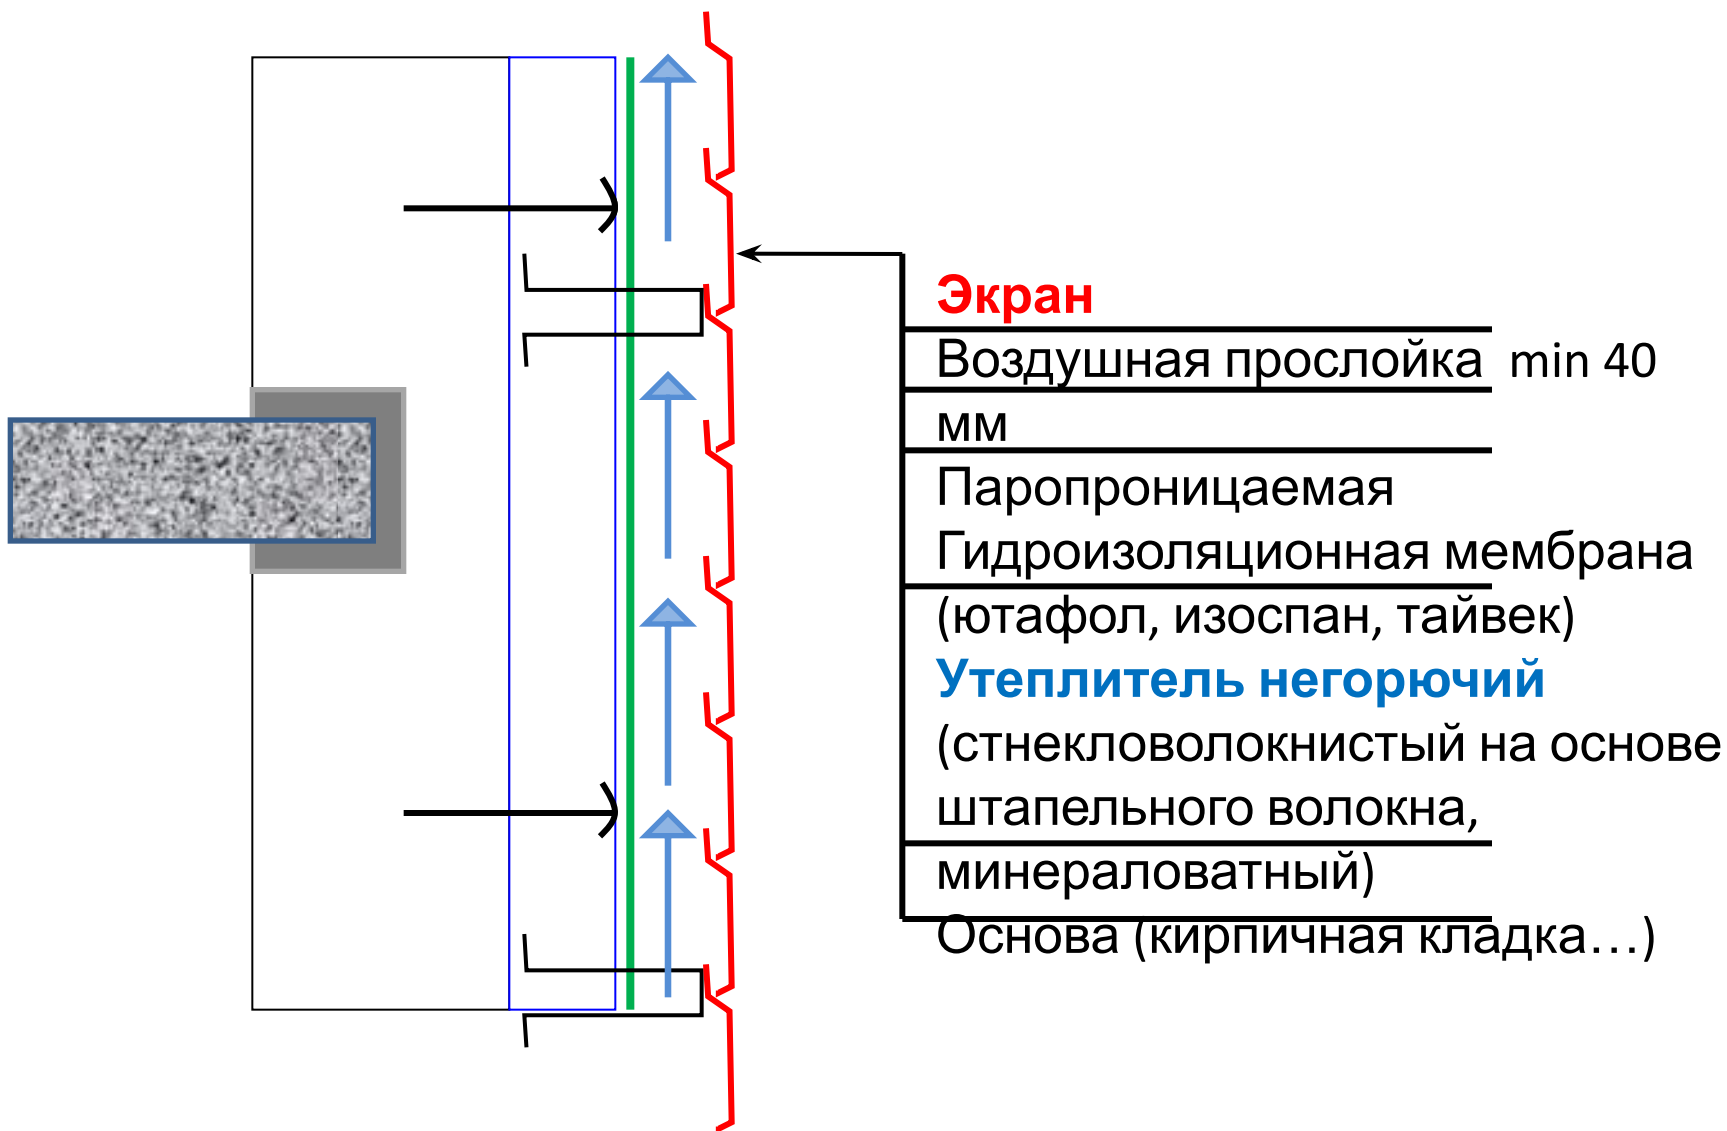 Экран
Воздушная прослойка min 40
мм
Паропроницаемая
Гидроизоляционная мембрана
(ютафол, изоспан, тайвек)
Утеплитель негорючий
(стнекловолокнистый на основе
штапельного волокна,
минераловатный)
Основа (кирпичная кладка…)